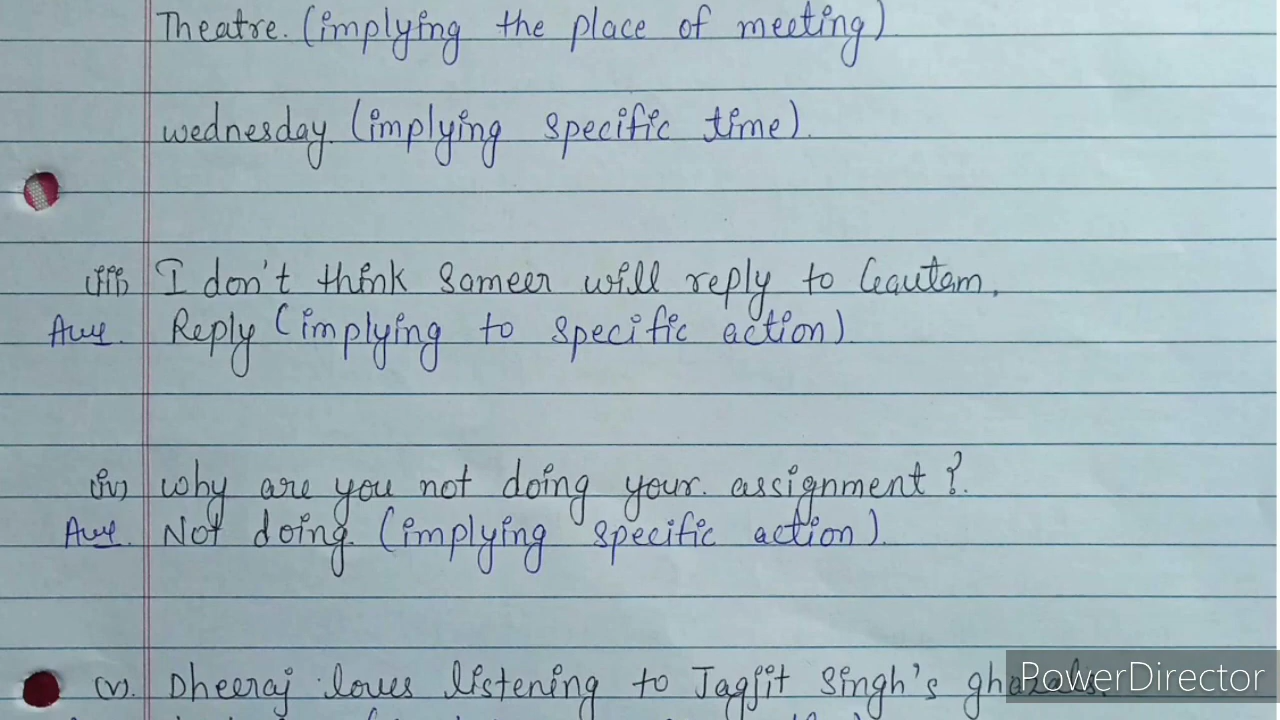 Theatre. (implying the place of meeting)
wednesday (implying specific time).
(iii) I don't think Sameer will reply to Gautam.
Ans. Reply (implying to specific action)
(iv) Why are you not doing your assignment?
Ans. Not doing (implying specific action).
(v). Dheeraj loves listening to Jagjit Singh's ghazals.
PowerDirector